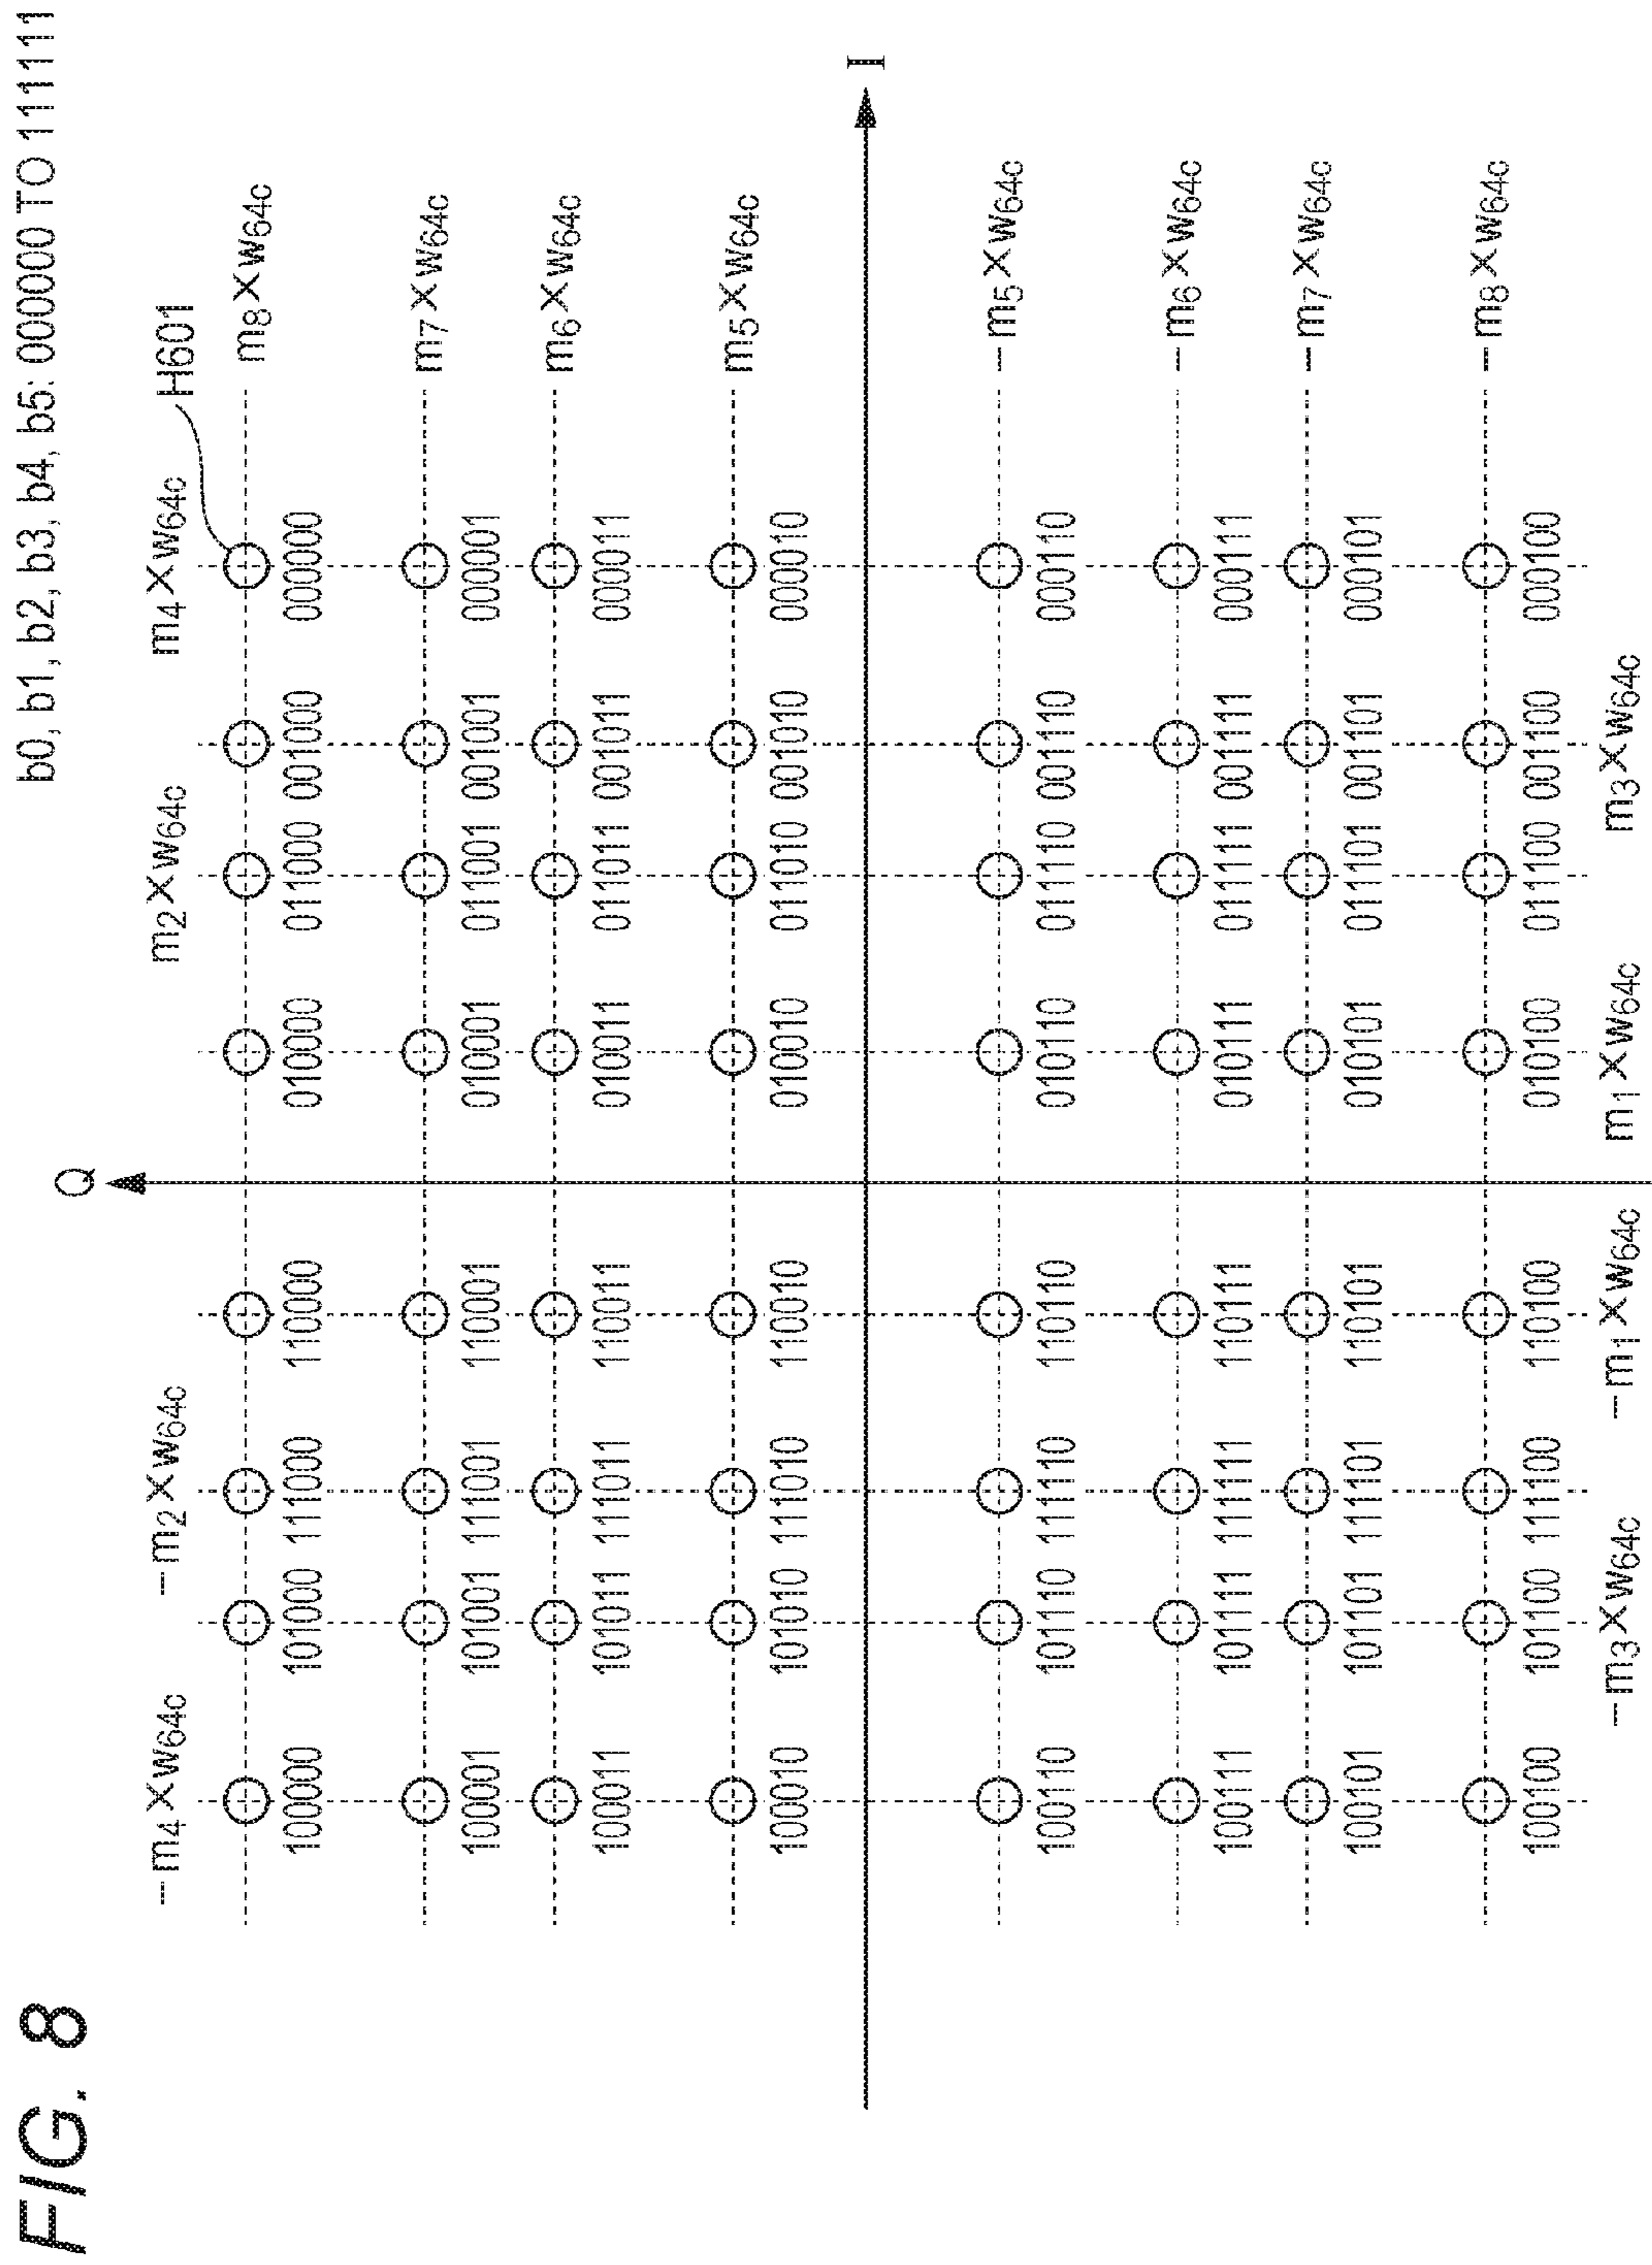 FIG. 8
b0, b1, b2, b3, b4, b5: 000000 TO 111111
Q
−m4×w64c −m2×w64c m2×w64c m4×w64c
H601
m8×w64c
100000 101000 111000 110000 010000 011000 001000 000000
m7×w64c
100001 101001 111001 110001 010001 011001 001001 000001
m6×w64c
100011 101011 111011 110011 010011 011011 001011 000011
m5×w64c
100010 101010 111010 110010 010010 011010 001010 000010
I
−m5×w64c
100110 101110 111110 110110 010110 011110 001110 000110
−m6×w64c
100111 101111 111111 110111 010111 011111 001111 000111
−m7×w64c
100101 101101 111101 110101 010101 011101 001101 000101
−m8×w64c
100100 101100 111100 110100 010100 011100 001100 000100
−m3×w64c −m1×w64c m1×w64c m3×w64c